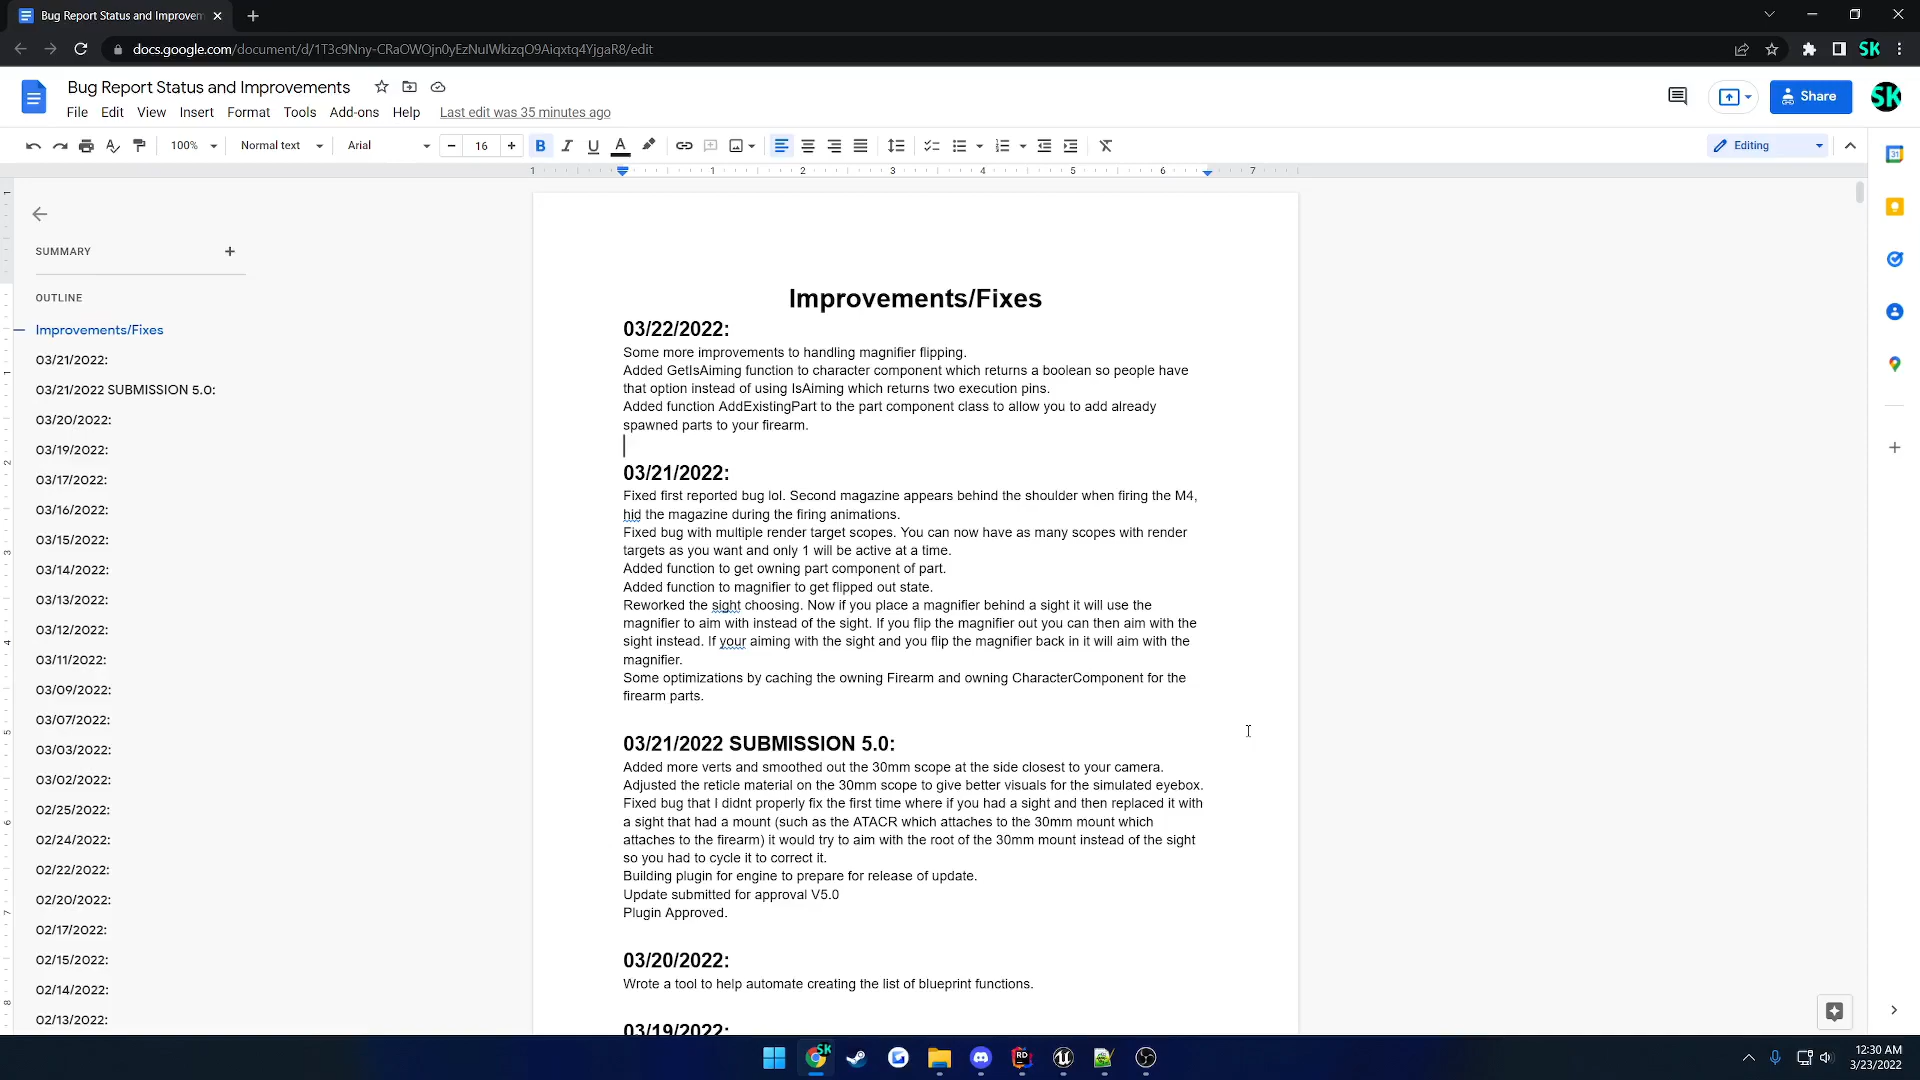 Bug Report Status and Improvem
docs.google.com/document/d/1T3c9Nny-CRaOWOjn0yEzNuIWkizqO9Aiqxtq4YjgaR8/edit
SK
Bug Report Status and Improvements
File Edit View Insert Format Tools Add-ons Help Last edit was 35 minutes ago
Share
SK
100% Normal text Arial 16 B I U A Editing
1 1 2 3 4 5 6 7
31
SUMMARY
OUTLINE
Improvements/Fixes
03/21/2022:
03/21/2022 SUBMISSION 5.0:
03/20/2022:
03/19/2022:
03/17/2022:
03/16/2022:
03/15/2022:
03/14/2022:
03/13/2022:
03/12/2022:
03/11/2022:
03/09/2022:
03/07/2022:
03/03/2022:
03/02/2022:
02/25/2022:
02/24/2022:
02/22/2022:
02/20/2022:
02/17/2022:
02/15/2022:
02/14/2022:
02/13/2022:
1
1
2
3
4
5
6
7
8
Improvements/Fixes
03/22/2022:
Some more improvements to handling magnifier flipping.
Added GetIsAiming function to character component which returns a boolean so people have
that option instead of using IsAiming which returns two execution pins.
Added function AddExistingPart to the part component class to allow you to add already
spawned parts to your firearm.
03/21/2022:
Fixed first reported bug lol. Second magazine appears behind the shoulder when firing the M4,
hid the magazine during the firing animations.
Fixed bug with multiple render target scopes. You can now have as many scopes with render
targets as you want and only 1 will be active at a time.
Added function to get owning part component of part.
Added function to magnifier to get flipped out state.
Reworked the sight choosing. Now if you place a magnifier behind a sight it will use the
magnifier to aim with instead of the sight. If you flip the magnifier out you can then aim with the
sight instead. If your aiming with the sight and you flip the magnifier back in it will aim with the
magnifier.
Some optimizations by caching the owning Firearm and owning CharacterComponent for the
firearm parts.
03/21/2022 SUBMISSION 5.0:
Added more verts and smoothed out the 30mm scope at the side closest to your camera.
Adjusted the reticle material on the 30mm scope to give better visuals for the simulated eyebox.
Fixed bug that I didnt properly fix the first time where if you had a sight and then replaced it with
a sight that had a mount (such as the ATACR which attaches to the 30mm mount which
attaches to the firearm) it would try to aim with the root of the 30mm mount instead of the sight
so you had to cycle it to correct it.
Building plugin for engine to prepare for release of update.
Update submitted for approval V5.0
Plugin Approved.
03/20/2022:
Wrote a tool to help automate creating the list of blueprint functions.
03/19/2022:
SK
RD
12:30 AM
3/23/2022